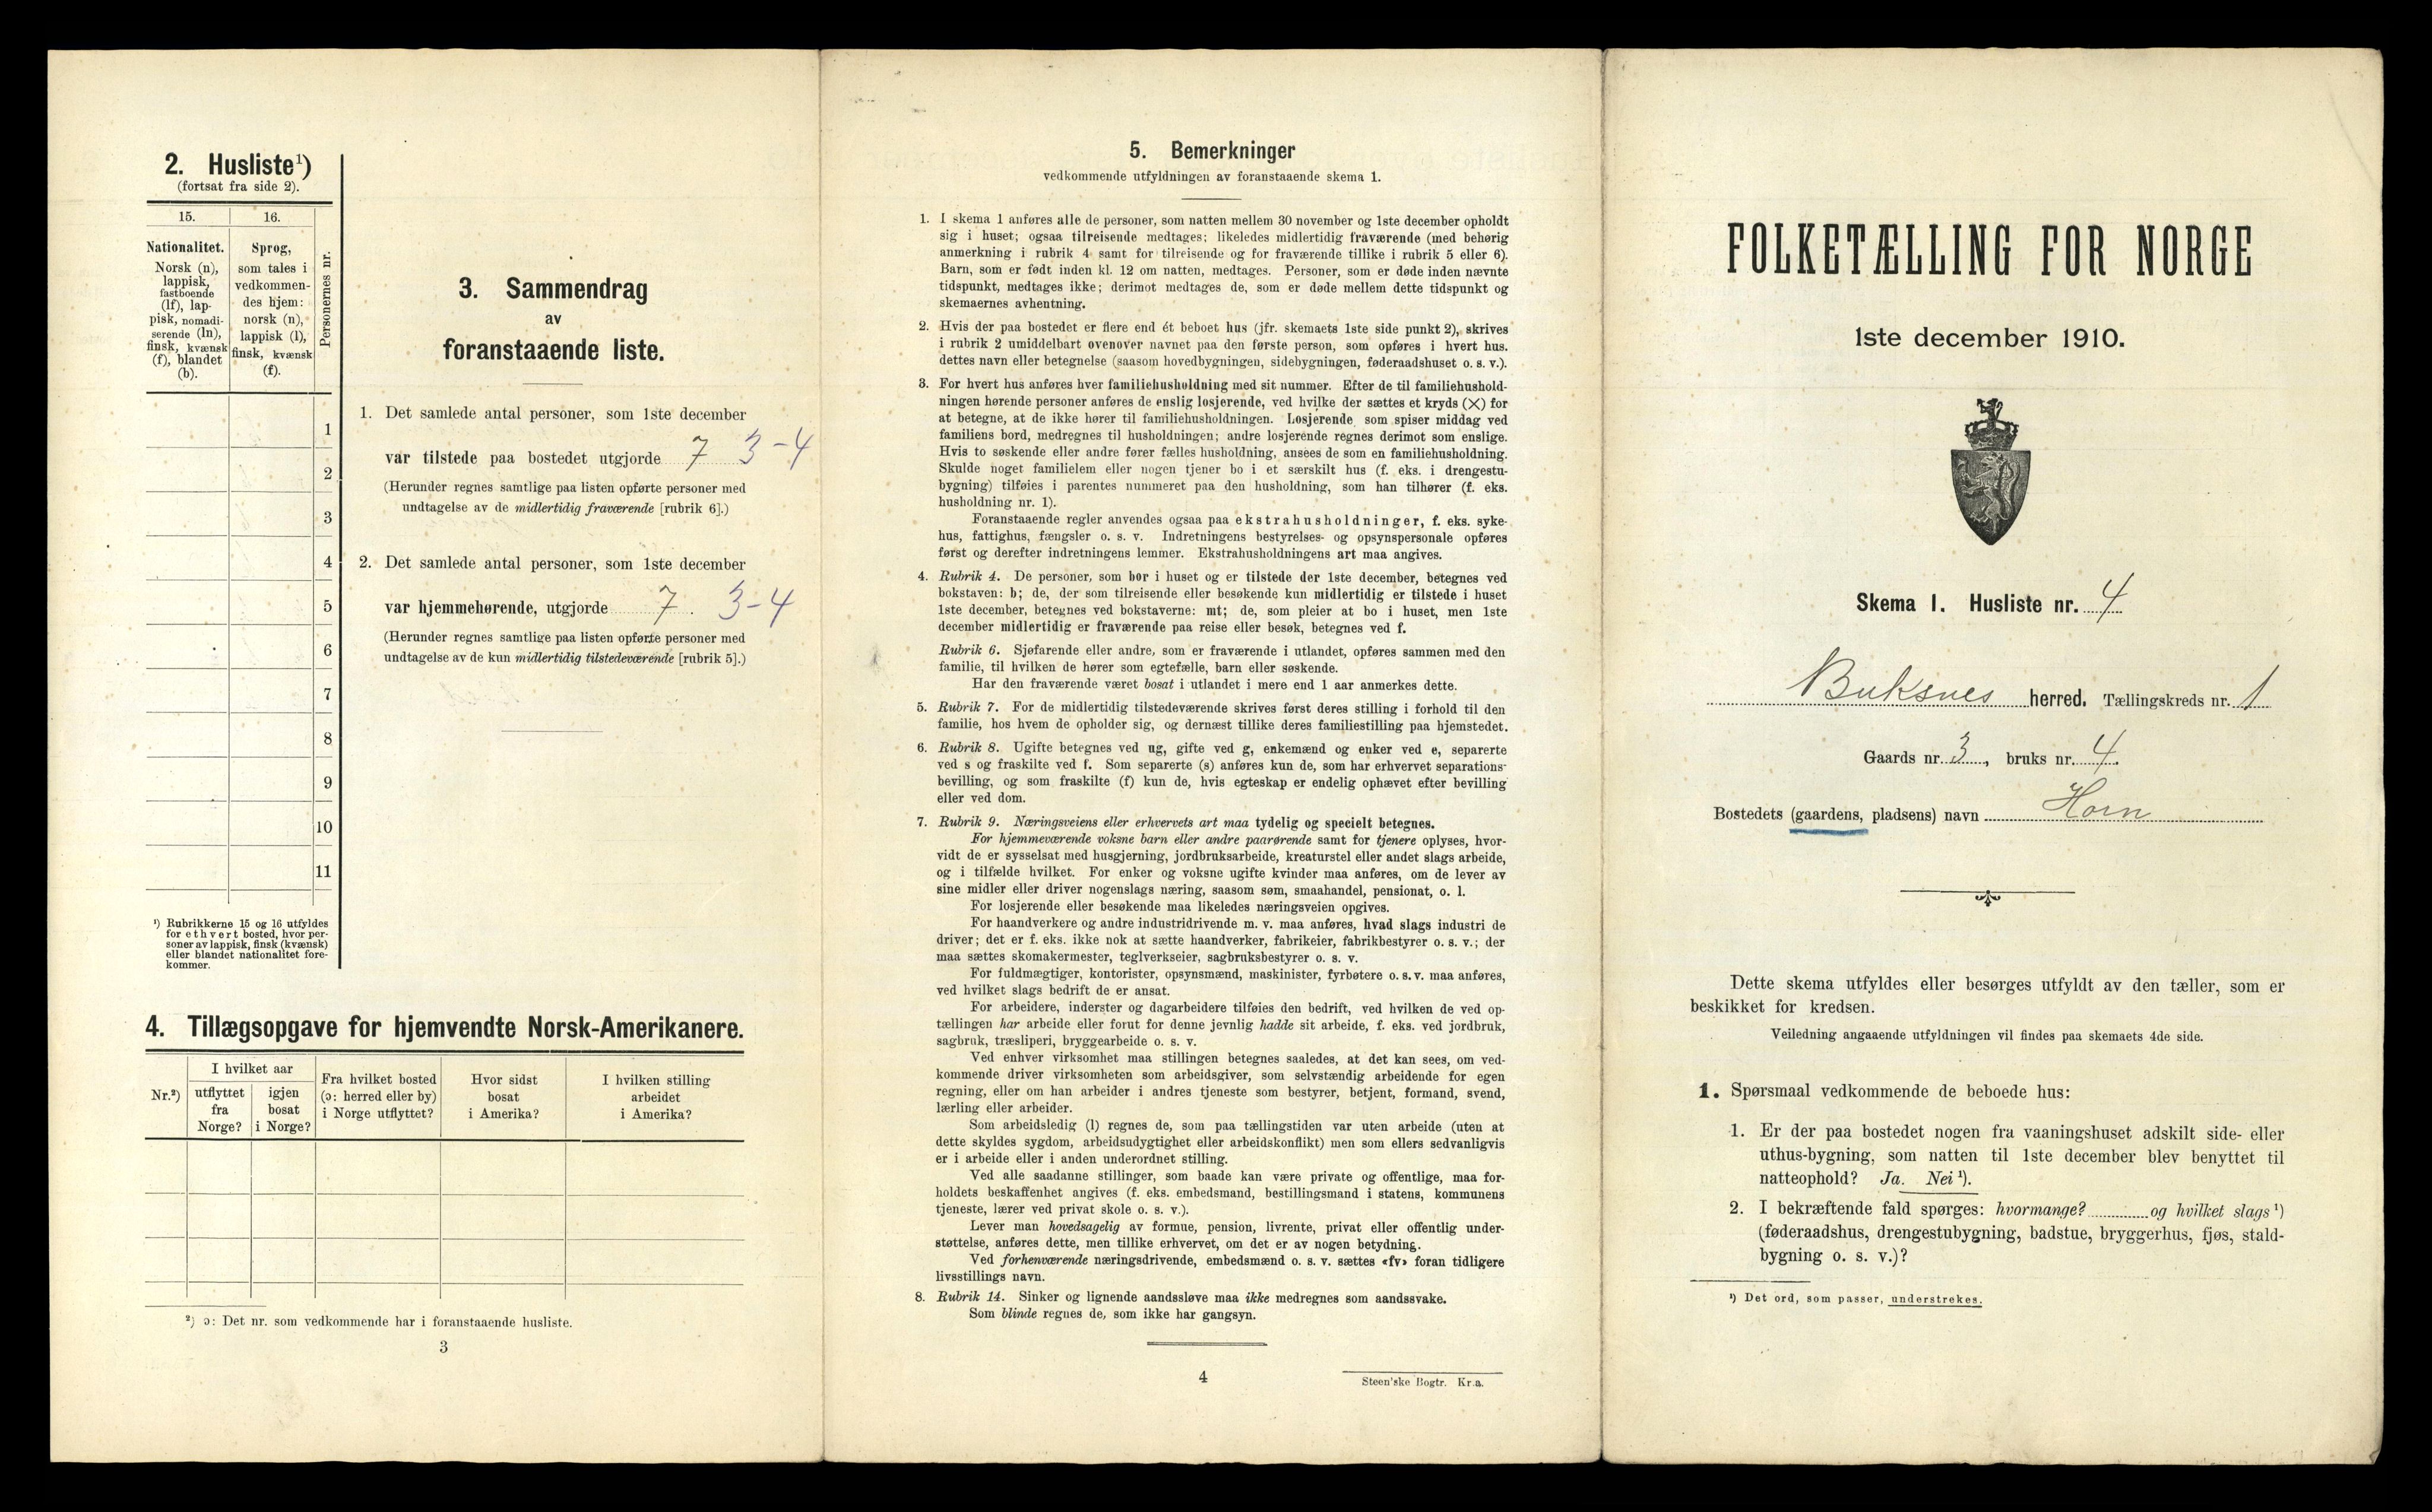 2. Husliste¹)
(fortsat fra side 2).
15.
16.
Personernes nr.
Nationalitet.
Norsk (n),
lappisk,
fastboende
(lf), lap-
pisk, nomadi-
serende (ln),
finsk, kvænsk
(f), blandet
(b).
Sprog,
som tales i
vedkommen-
des hjem:
norsk (n),
lappisk (l),
finsk, kvænsk
(f).
1
2
3
4
5
6
7
8
9
10
11
¹) Rubrikkerne 15 og 16 utfyldes
for ethvert bosted, hvor per-
soner av lappisk, finsk (kvænsk)
eller blandet nationalitet fore-
kommer.
3. Sammendrag
av
foranstaaende liste.
1. Det samlede antal personer, som 1ste december
var tilstede paa bostedet utgjorde 7 3-4
(Herunder regnes samtlige paa listen opførte personer med
undtagelse av de midlertidig fraværende [rubrik 6].)
2. Det samlede antal personer, som 1ste december
var hjemmehørende, utgjorde 7. 3-4
(Herunder regnes samtlige paa listen opførte personer med
undtagelse av de kun midlertidig tilstedeværende [rubrik 5].)
4. Tillægsopgave for hjemvendte Norsk-Amerikanere.
Nr.²)
I hvilket aar
utflyttet
fra
Norge?
igjen
bosat
i Norge?
Fra hvilket bosted
(ɔ: herred eller by)
i Norge utflyttet?
Hvor sidst
bosat
i Amerika?
I hvilken stilling
arbeidet
i Amerika?
²) ɔ: Det nr. som vedkommende har i foranstaaende husliste.
3
5. Bemerkninger
vedkommende utfyldningen av foranstaaende skema 1.
1. I skema 1 anføres alle de personer, som natten mellem 30 november og 1ste december opholdt
sig i huset; ogsaa tilreisende medtages; likeledes midlertidig fraværende (med behørig
anmerkning i rubrik 4 samt for tilreisende og for fraværende tillike i rubrik 5 eller 6).
Barn, som er født inden kl. 12 om natten, medtages. Personer, som er døde inden nævnte
tidspunkt, medtages ikke; derimot medtages de, som er døde mellem dette tidspunkt og
skemaernes avhentning.
2. Hvis der paa bostedet er flere end ét beboet hus (jfr. skemaets 1ste side punkt 2), skrives
i rubrik 2 umiddelbart ovenover navnet paa den første person, som opføres i hvert hus.
dettes navn eller betegnelse (saasom hovedbygningen, sidebygningen, føderaadshuset o. s. v.).
3. For hvert hus anføres hver familiehusholdning med sit nummer. Efter de til familiehushold-
ningen hørende personer anføres de enslig losjerende, ved hvilke der sættes et kryds (X) for
at betegne, at de ikke hører til familiehusholdningen. Losjerende som spiser middag ved
familiens bord, medregnes til husholdningen; andre losjerende regnes derimot som enslige.
Hvis to søskende eller andre fører fælles husholdning, ansees de som en familiehusholdning.
Skulde noget familielem eller nogen tjener bo i et særskilt hus (f. eks. i drengestu-
bygning) tilføies i parentes nummeret paa den husholdning, som han tilhører (f. eks.
husholdning nr. 1).
Foranstaaende regler anvendes ogsaa paa ekstrahusholdninger, f. eks. syke-
hus, fattighus, fængsler o. s. v. Indretningens bestyrelses- og opsynspersonale opføres
først og derefter indretningens lemmer. Ekstrahusholdningens art maa angives.
4. Rubrik 4. De personer, som bor i huset og er tilstede der 1ste december, betegnes ved
bokstaven: b; de, der som tilreisende eller besøkende kun midlertidig er tilstede i huset
1ste december, betegnes ved bokstaverne: mt; de, som pleier at bo i huset, men 1ste
december midlertidig er fraværende paa reise eller besøk, betegnes ved f.
Rubrik 6. Sjøfarende eller andre, som er fraværende i utlandet, opføres sammen med den
familie, til hvilken de hører som egtefælle, barn eller søskende.
Har den fraværende været bosat i utlandet i mere end 1 aar anmerkes dette.
5. Rubrik 7. For de midlertidig tilstedeværende skrives først deres stilling i forhold til den
familie, hos hvem de opholder sig, og dernæst tillike deres familiestilling paa hjemstedet.
6. Rubrik 8. Ugifte betegnes ved ug, gifte ved g, enkemænd og enker ved e, separerte
ved s og fraskilte ved f. Som separerte (s) anføres kun de, som har erhvervet separations-
bevilling, og som fraskilte (f) kun de, hvis egteskap er endelig ophævet efter bevilling
eller ved dom.
7. Rubrik 9. Næringsveiens eller erhvervets art maa tydelig og specielt betegnes.
For hjemmeværende voksne barn eller andre paarørende samt for tjenere oplyses, hvor-
vidt de er sysselsat med husgjerning, jordbruksarbeide, kreaturstel eller andet slags arbeide,
og i tilfælde hvilket. For enker og voksne ugifte kvinder maa anføres, om de lever av
sine midler eller driver nogenslags næring, saasom søm, smaahandel, pensionat, o. l.
For losjerende eller besøkende maa likeledes næringsveien opgives.
For haandverkere og andre industridrivende m. v. maa anføres, hvad slags industri de
driver; det er f. eks. ikke nok at sætte haandverker, fabrikeier, fabrikbestyrer o. s. v.; der
maa sættes skomakermester, teglverkseier, sagbruksbestyrer o. s. v.
For fuldmægtiger, kontorister, opsynsmænd, maskinister, fyrbøtere o. s. v. maa anføres,
ved hvilket slags bedrift de er ansat.
For arbeidere, inderster og dagarbeidere tilføies den bedrift, ved hvilken de ved op-
tællingen har arbeide eller forut for denne jevnlig hadde sit arbeide, f. eks. ved jordbruk,
sagbruk, træsliperi, bryggearbeide o. s. v.
Ved enhver virksomhet maa stillingen betegnes saaledes, at det kan sees, om ved-
kommende driver virksomheten som arbeidsgiver, som selvstændig arbeidende for egen
regning, eller om han arbeider i andres tjeneste som bestyrer, betjent, formand, svend,
lærling eller arbeider.
Som arbeidsledig (l) regnes de, som paa tællingstiden var uten arbeide (uten at
dette skyldes sygdom, arbeidsudygtighet eller arbeidskonflikt) men som ellers sedvanligvis
er i arbeide eller i anden underordnet stilling.
Ved alle saadanne stillinger, som baade kan være private og offentlige, maa for-
holdets beskaffenhet angives (f. eks. embedsmand, bestillingsmand i statens, kommunens
tjeneste, lærer ved privat skole o. s. v.).
Lever man hovedsagelig av formue, pension, livrente, privat eller offentlig under-
støttelse, anføres dette, men tillike erhvervet, om det er av nogen betydning.
Ved forhenværende næringsdrivende, embedsmænd o. s. v. sættes «fv» foran tidligere
livsstillings navn.
8. Rubrik 14. Sinker og lignende aandssløve maa ikke medregnes som aandssvake.
Som blinde regnes de, som ikke har gangsyn.
4
Steen'ske Bogtr. Kr.a.
FOLKETÆLLING FOR NORGE
1ste december 1910.
Skema 1. Husliste nr. 4
Buksnes herred. Tællingskreds nr. 1
Gaards nr. 3, bruks nr. 4.
Bostedets (gaardens, pladsens) navn Horn
Dette skema utfyldes eller besørges utfyldt av den tæller, som er
beskikket for kredsen.
Veiledning angaaende utfyldningen vil findes paa skemaets 4de side.
1. Spørsmaal vedkommende de beboede hus:
1. Er der paa bostedet nogen fra vaaningshuset adskilt side- eller
uthus-bygning, som natten til 1ste december blev benyttet til
natteophold? Ja. Nei ¹).
2. I bekræftende fald spørges: hvormange? og hvilket slags ¹)
(føderaadshus, drengestubygning, badstue, bryggerhus, fjøs, stald-
bygning o. s. v.)?
¹) Det ord, som passer, understrekes.